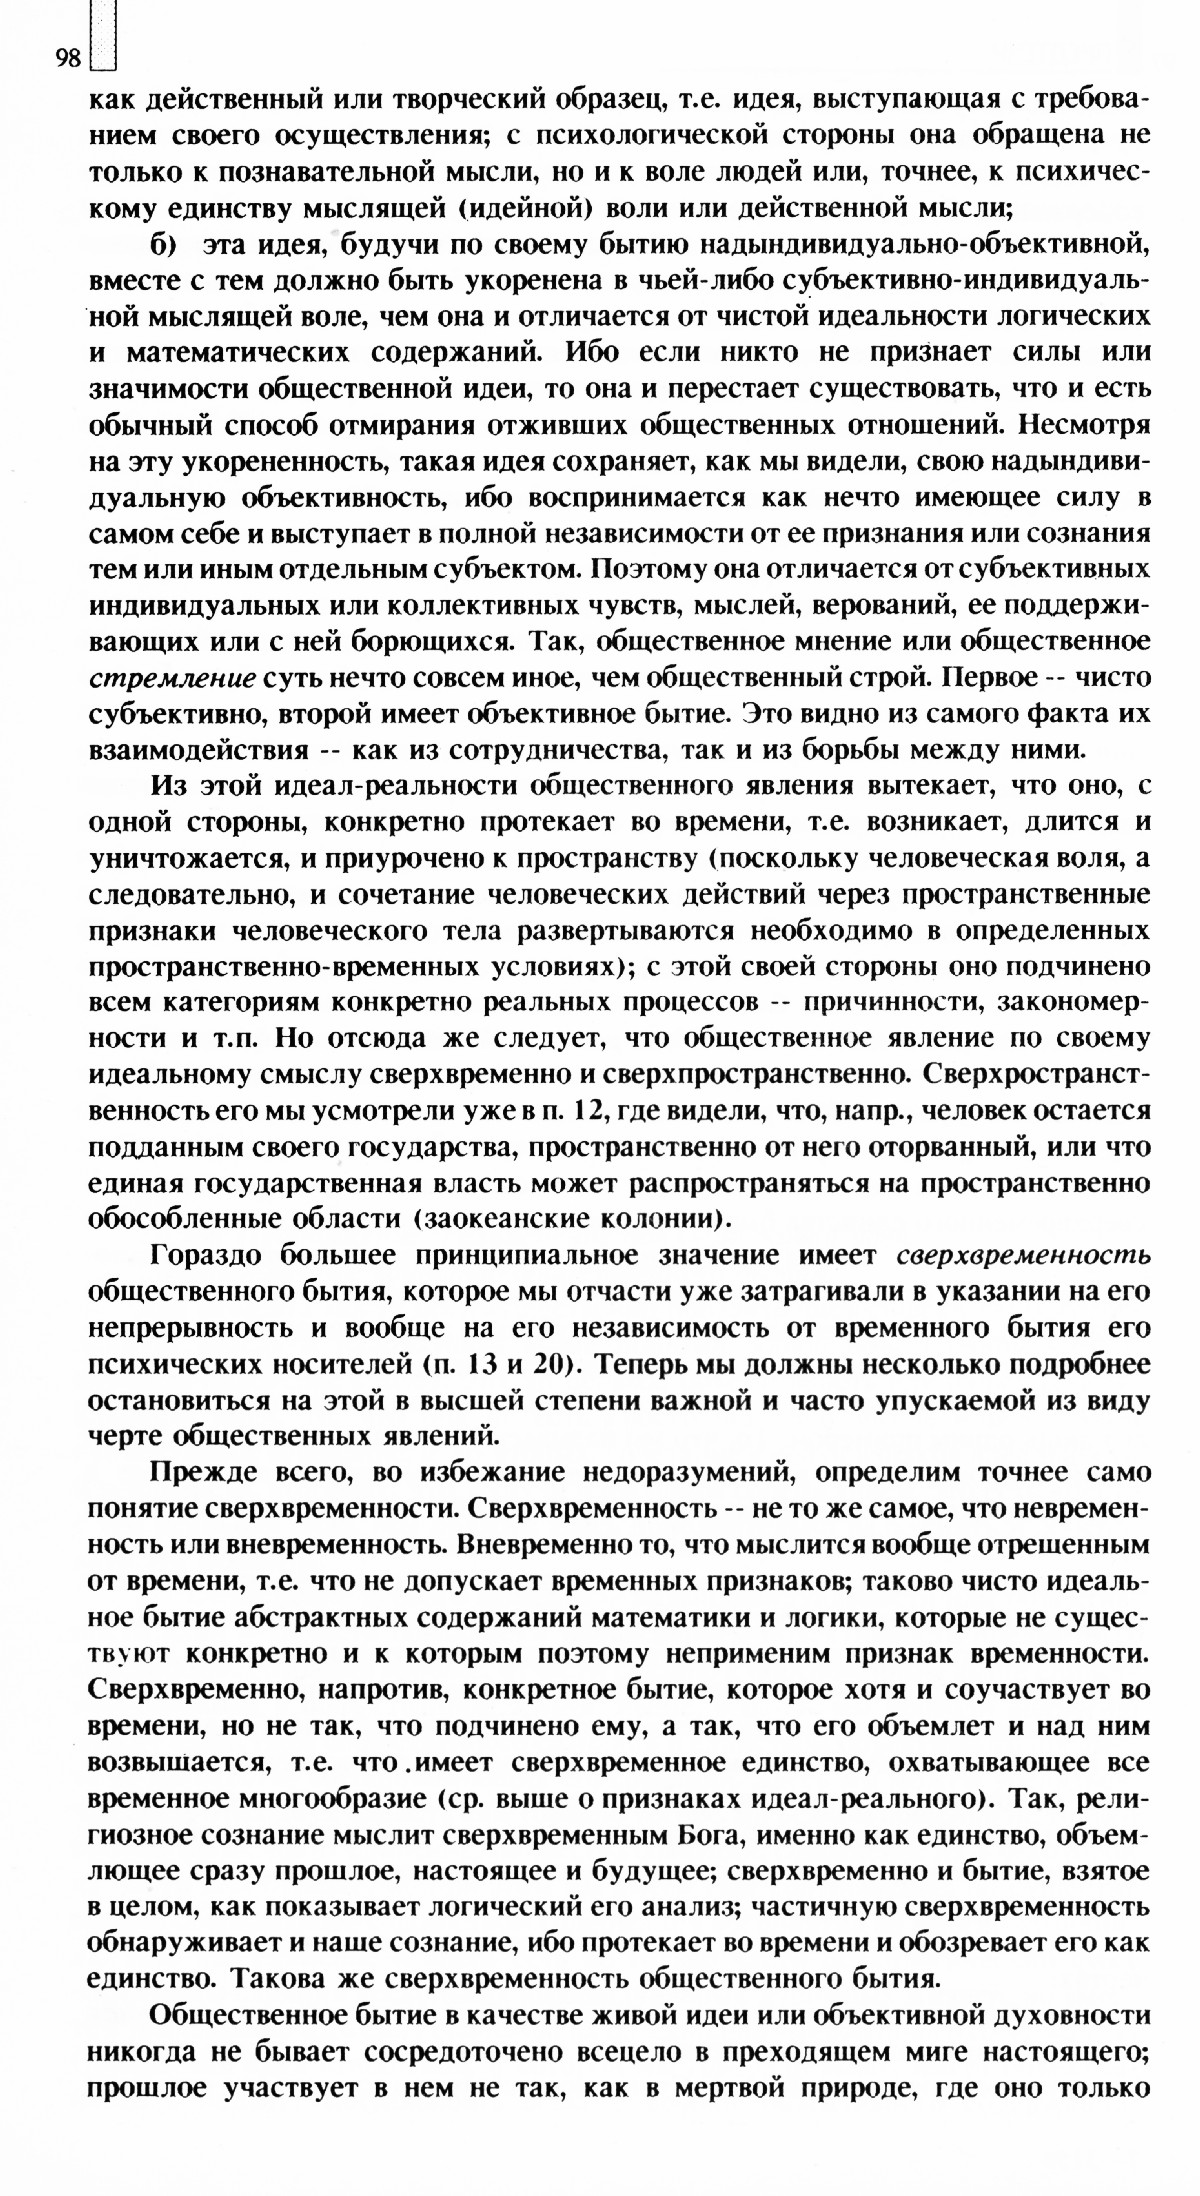 98
как действенный или творческий образец, т.е. идея, выступающая с требова-
нием своего осуществления; с психологической стороны она обращена не
только к познавательной мысли, но и к воле людей или, точнее, к психичес-
кому единству мыслящей (идейной) воли или действенной мысли;
б) эта идея, будучи по своему бытию надындивидуально-объективной,
вместе с тем должно быть укоренена в чьей-либо субъективно-индивидуаль-
ной мыслящей воле, чем она и отличается от чистой идеальности логических
и математических содержаний. Ибо если никто не признает силы или
значимости общественной идеи, то она и перестает существовать, что и есть
обычный способ отмирания отживших общественных отношений. Несмотря
на эту укорененность, такая идея сохраняет, как мы видели, свою надындиви-
дуальную объективность, ибо воспринимается как нечто имеющее силу в
самом себе и выступает в полной независимости от ее признания или сознания
тем или иным отдельным субъектом. Поэтому она отличается от субъективных
индивидуальных или коллективных чувств, мыслей, верований, ее поддержи-
вающих или с ней борющихся. Так, общественное мнение или общественное
стремление суть нечто совсем иное, чем общественный строй. Первое -- чисто
субъективно, второй имеет объективное бытие. Это видно из самого факта их
взаимодействия -- как из сотрудничества, так и из борьбы между ними.
Из этой идеал-реальности общественного явления вытекает, что оно, с
одной стороны, конкретно протекает во времени, т.е. возникает, длится и
уничтожается, и приурочено к пространству (поскольку человеческая воля, а
следовательно, и сочетание человеческих действий через пространственные
признаки человеческого тела развертываются необходимо в определенных
пространственно-временных условиях); с этой своей стороны оно подчинено
всем категориям конкретно реальных процессов -- причинности, закономер-
ности и т.п. Но отсюда же следует, что общественное явление по своему
идеальному смыслу сверхвременно и сверхпространственно. Сверхространст-
венность его мы усмотрели уже в п. 12, где видели, что, напр., человек остается
подданным своего государства, пространственно от него оторванный, или что
единая государственная власть может распространяться на пространственно
обособленные области (заокеанские колонии).
Гораздо большее принципиальное значение имеет сверхвременность
общественного бытия, которое мы отчасти уже затрагивали в указании на его
непрерывность и вообще на его независимость от временного бытия его
психических носителей (п. 13 и 20). Теперь мы должны несколько подробнее
остановиться на этой в высшей степени важной и часто упускаемой из виду
черте общественных явлений.
Прежде всего, во избежание недоразумений, определим точнее само
понятие сверхвременности. Сверхвременность -- не то же самое, что невремен-
ность или вневременность. Вневременно то, что мыслится вообще отрешенным
от времени, т.е. что не допускает временных признаков; таково чисто идеаль-
ное бытие абстрактных содержаний математики и логики, которые не сущес-
твуют конкретно и к которым поэтому неприменим признак временности.
Сверхвременно, напротив, конкретное бытие, которое хотя и соучаствует во
времени, но не так, что подчинено ему, а так, что его объемлет и над ним
возвышается, т.е. что имеет сверхвременное единство, охватывающее все
временное многообразие (ср. выше о признаках идеал-реального). Так, рели-
гиозное сознание мыслит сверхвременным Бога, именно как единство, объем-
лющее сразу прошлое, настоящее и будущее; сверхвременно и бытие, взятое
в целом, как показывает логический его анализ; частичную сверхвременность
обнаруживает и наше сознание, ибо протекает во времени и обозревает его как
единство. Такова же сверхвременность общественного бытия.
Общественное бытие в качестве живой идеи или объективной духовности
никогда не бывает сосредоточено всецело в преходящем миге настоящего;
прошлое участвует в нем не так, как в мертвой природе, где оно только